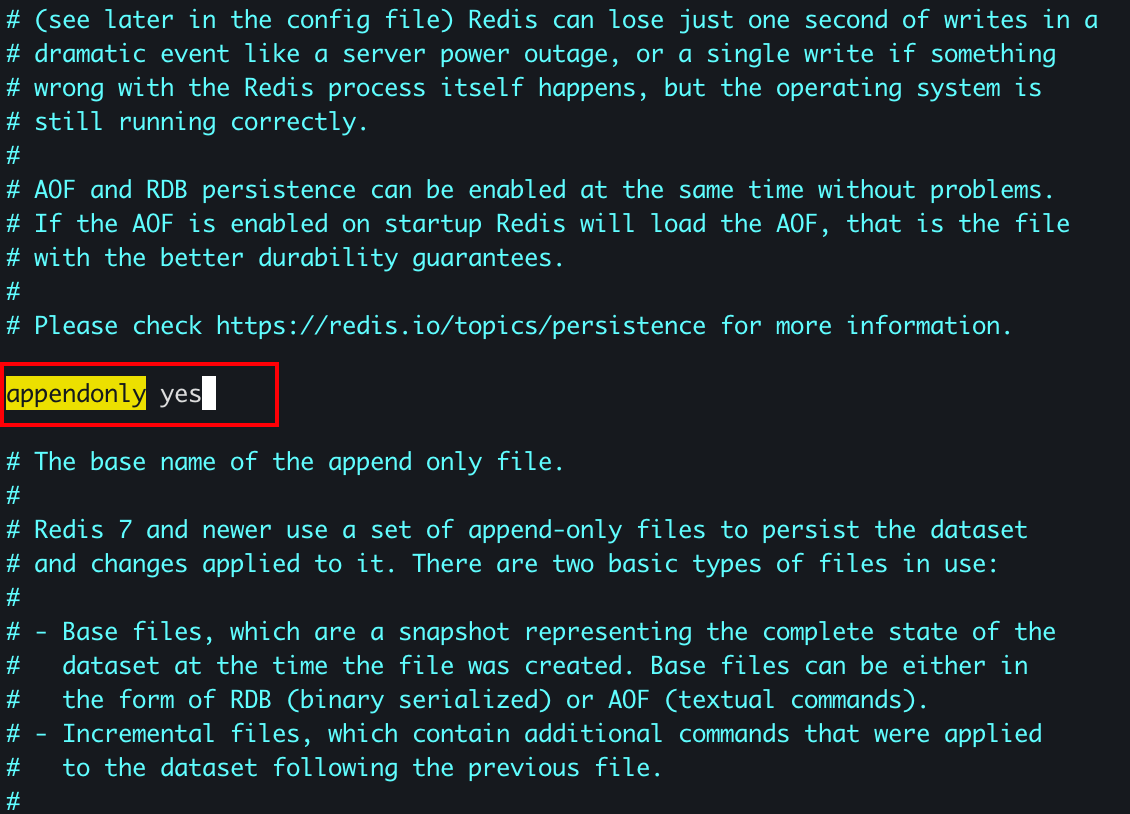 # (see later in the config file) Redis can lose just one second of writes in a
# dramatic event like a server power outage, or a single write if something
# wrong with the Redis process itself happens, but the operating system is
# still running correctly.
#
# AOF and RDB persistence can be enabled at the same time without problems.
# If the AOF is enabled on startup Redis will load the AOF, that is the file
# with the better durability guarantees.
#
# Please check https://redis.io/topics/persistence for more information.
appendonly yes
# The base name of the append only file.
#
# Redis 7 and newer use a set of append-only files to persist the dataset
# and changes applied to it. There are two basic types of files in use:
#
# - Base files, which are a snapshot representing the complete state of the
#   dataset at the time the file was created. Base files can be either in
#   the form of RDB (binary serialized) or AOF (textual commands).
# - Incremental files, which contain additional commands that were applied
#   to the dataset following the previous file.
#